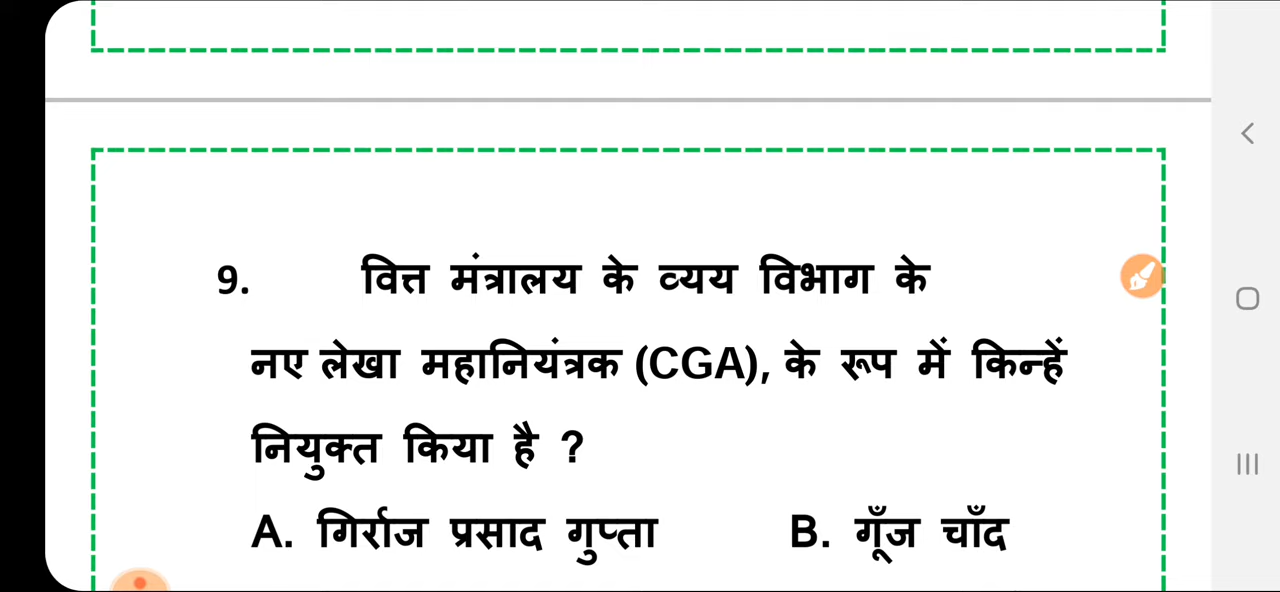 9. वित्त मंत्रालय के व्यय विभाग के
नए लेखा महानियंत्रक (CGA), के रूप में किन्हें
नियुक्त किया है ?
A. गिर्राज प्रसाद गुप्ता B. गूँज चाँद